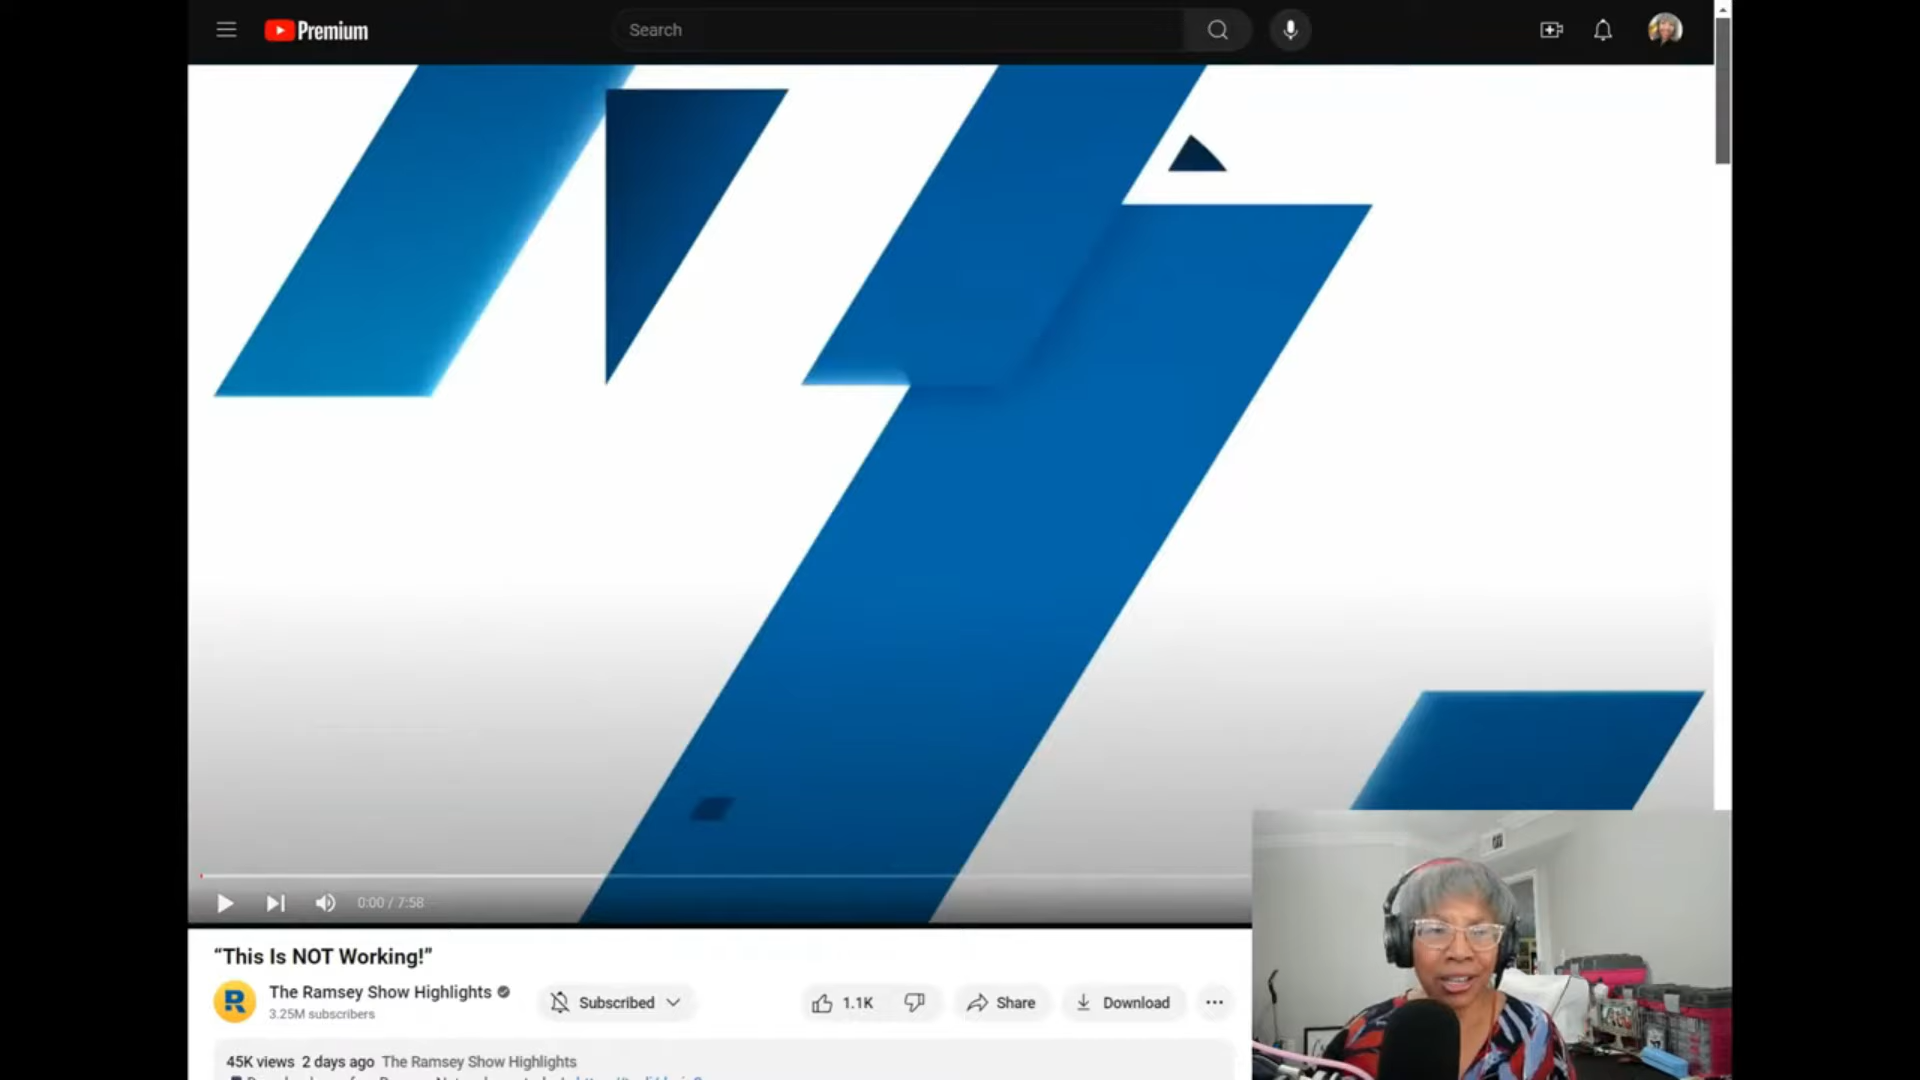 Premium
Search
0:00 / 7:58
“This Is NOT Working!”
R
The Ramsey Show Highlights
3.25M subscribers
Subscribed
1.1K
Share
Download
45K views 2 days ago The Ramsey Show Highlights